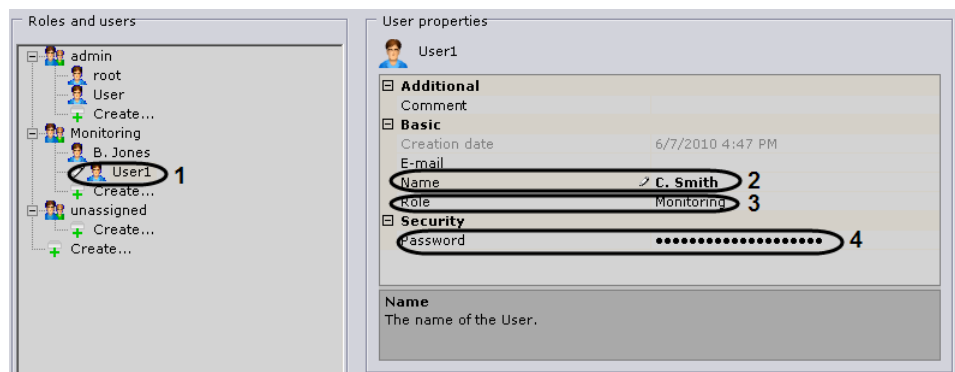 Roles and users
admin
root
User
Create...
Monitoring
B. Jones
User1 1
Create...
unassigned
Create...
Create...
User properties
User1
Additional
Comment
Basic
Creation date 6/7/2010 4:47 PM
E-mail
Name C. Smith 2
Role Monitoring 3
Security
Password ●●●●●●●●●●●●●●●●●●●● 4
Name
The name of the User.